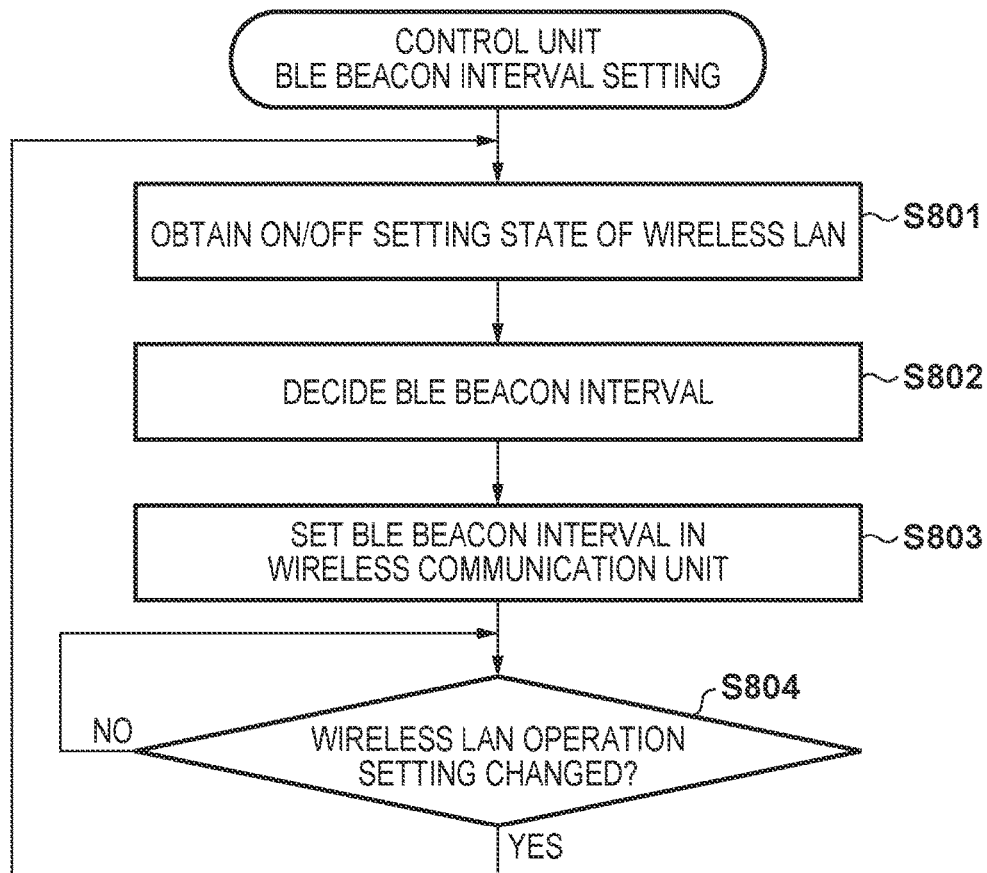 CONTROL UNIT
BLE BEACON INTERVAL SETTING
OBTAIN ON/OFF SETTING STATE OF WIRELESS LAN
S801
DECIDE BLE BEACON INTERVAL
S802
SET BLE BEACON INTERVAL IN
WIRELESS COMMUNICATION UNIT
S803
S804
WIRELESS LAN OPERATION
SETTING CHANGED?
NO
YES